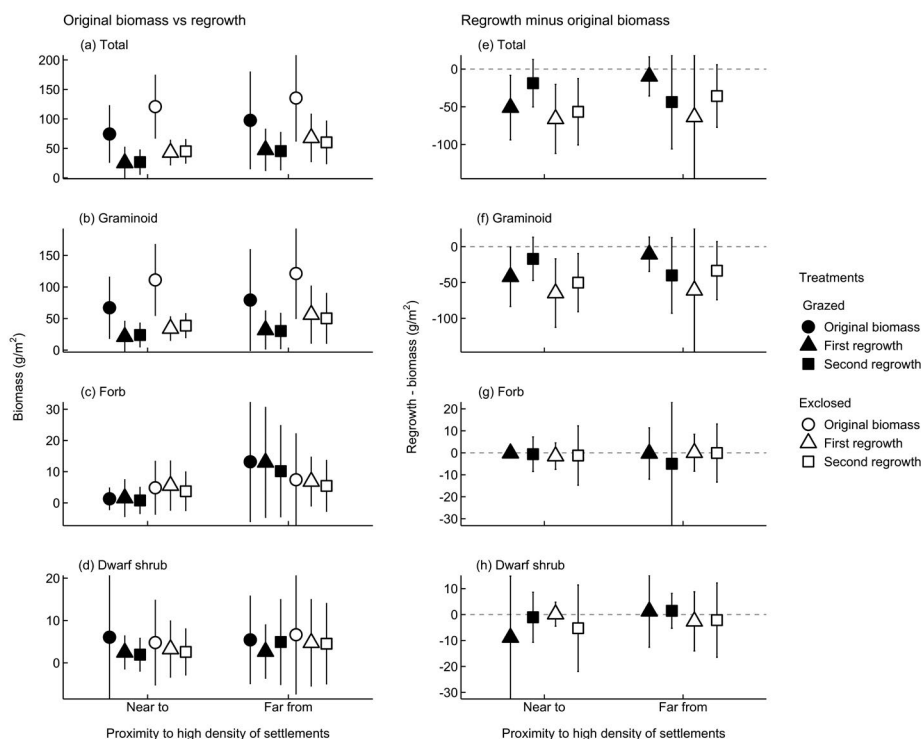 Original biomass vs regrowth
Regrowth minus original biomass
(a) Total
200
150
100
50
0
(b) Graminoid
150
100
50
0
(c) Forb
30
20
10
0
(d) Dwarf shrub
20
10
0
Near to
Far from
Proximity to high density of settlements
Biomass (g/m²)
(e) Total
0
-50
-100
(f) Graminoid
0
-50
-100
(g) Forb
20
10
0
-10
-20
-30
(h) Dwarf shrub
10
0
-10
-20
-30
Near to
Far from
Proximity to high density of settlements
Regrowth - biomass (g/m²)
Treatments
Grazed
Original biomass
First regrowth
Second regrowth
Exclosed
Original biomass
First regrowth
Second regrowth